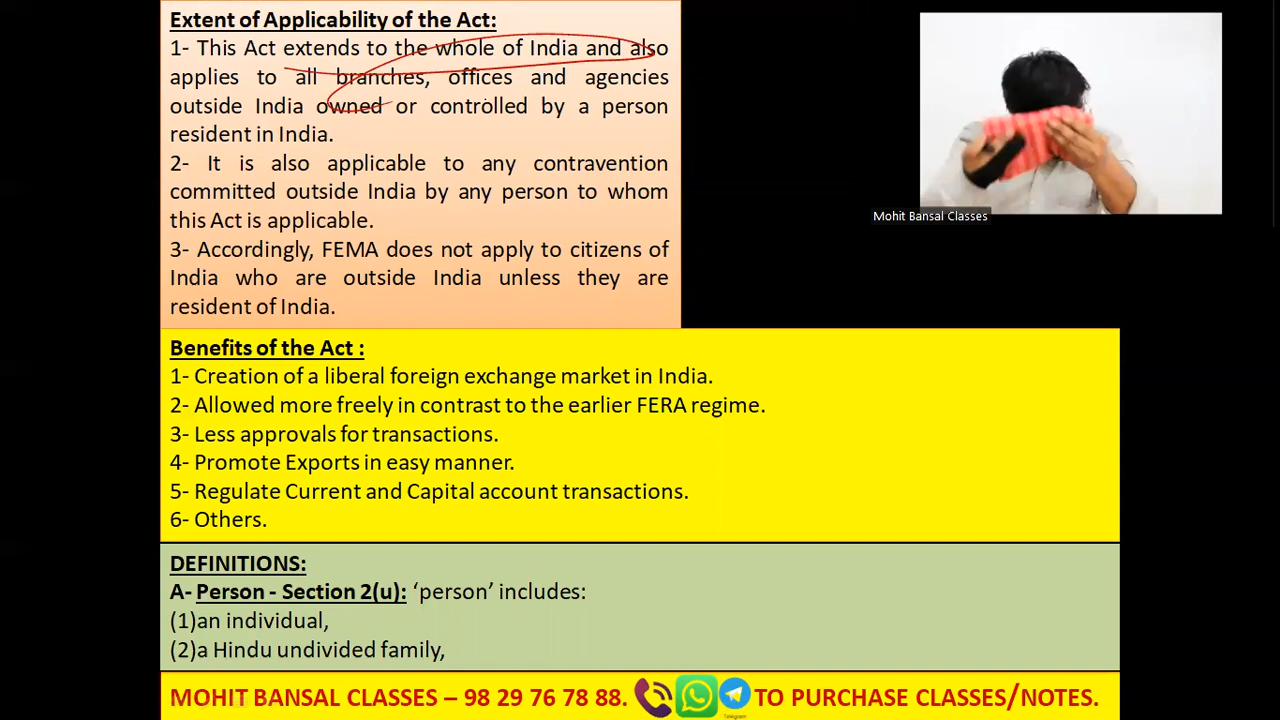 Extent of Applicability of the Act:
1- This Act extends to the whole of India and also
applies to all branches, offices and agencies
outside India owned or controlled by a person
resident in India.
2- It is also applicable to any contravention
committed outside India by any person to whom
this Act is applicable.
3- Accordingly, FEMA does not apply to citizens of
India who are outside India unless they are
resident of India.
Mohit Bansal Classes
Benefits of the Act :
1- Creation of a liberal foreign exchange market in India.
2- Allowed more freely in contrast to the earlier FERA regime.
3- Less approvals for transactions.
4- Promote Exports in easy manner.
5- Regulate Current and Capital account transactions.
6- Others.
DEFINITIONS:
A- Person - Section 2(u): ‘person’ includes:
(1)an individual,
(2)a Hindu undivided family,
MOHIT BANSAL CLASSES – 98 29 76 78 88. TO PURCHASE CLASSES/NOTES.
Telegram